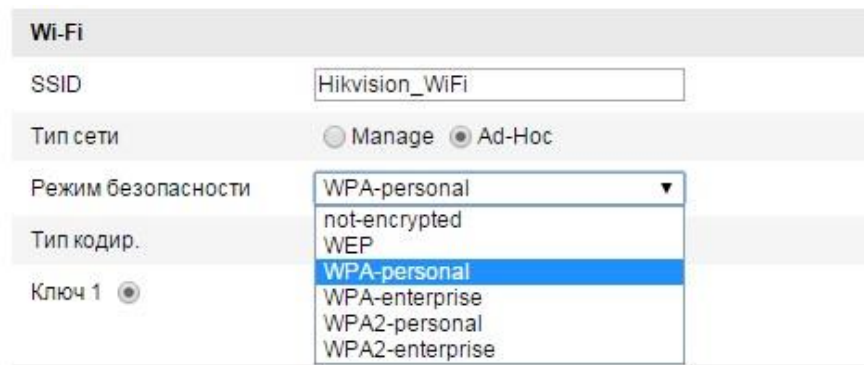 Wi-Fi
SSID Hikvision_WiFi
Тип сети Manage Ad-Hoc
Режим безопасности WPA-personal
not-encrypted
Тип кодир. WEP
WPA-personal
Ключ 1 WPA-enterprise
WPA2-personal
WPA2-enterprise